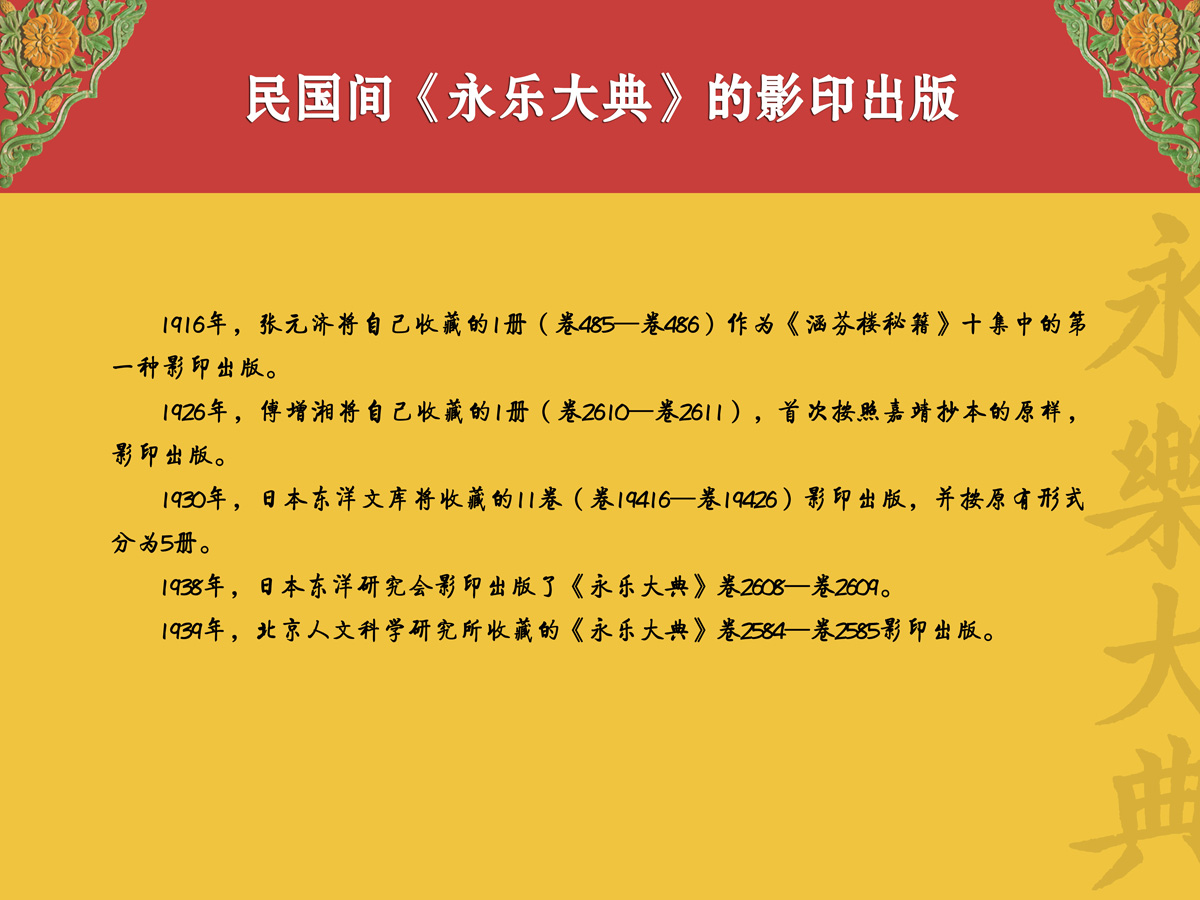 民国间《永乐大典》的影印出版
1916年，张元济将自己收藏的1册（卷485—卷486）作为《涵芬楼秘籍》十集中的第
一种影印出版。
1926年，傅增湘将自己收藏的1册（卷2610—卷2611），首次按照嘉靖抄本的原样，
影印出版。
1930年，日本东洋文库将收藏的11卷（卷19416—卷19426）影印出版，并按原有形式
分为5册。
1938年，日本东洋研究会影印出版了《永乐大典》卷2608—卷2609。
1939年，北京人文科学研究所收藏的《永乐大典》卷2584—卷2585影印出版。
永樂大典